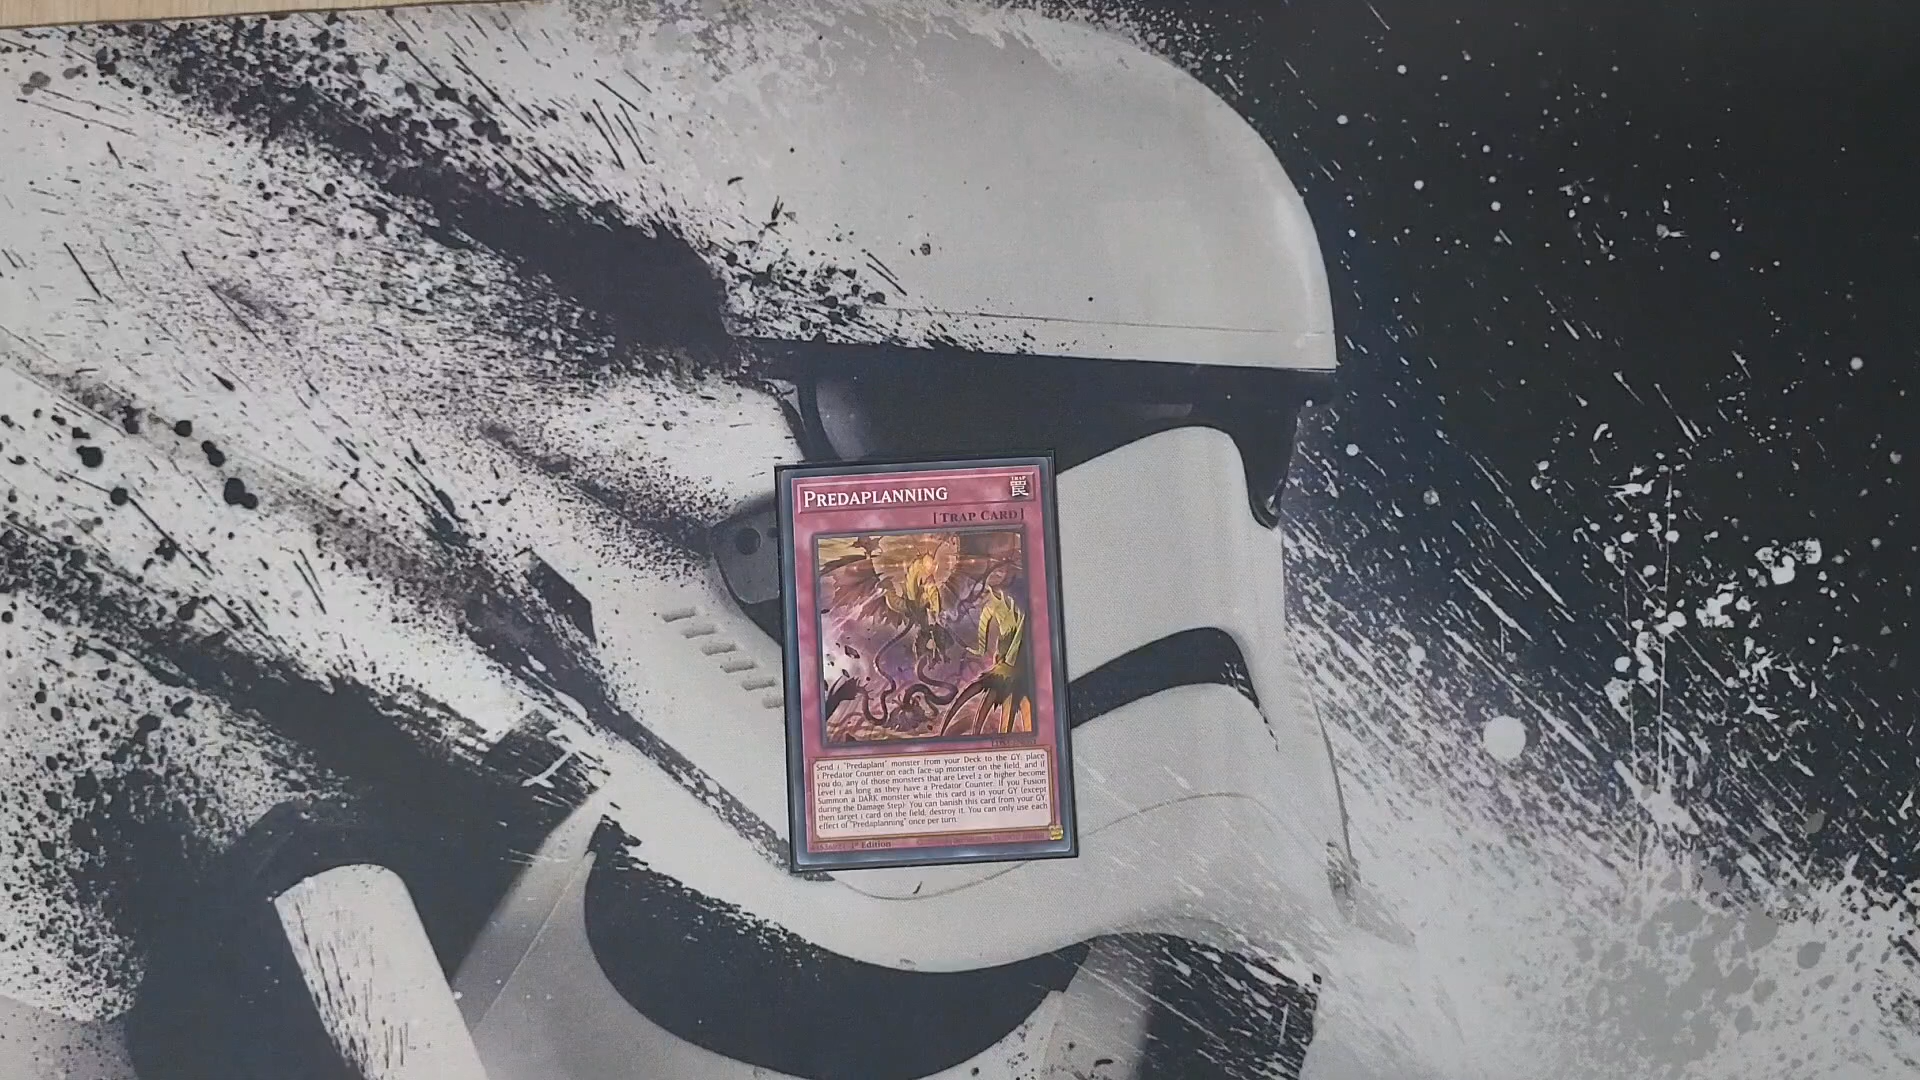 PREDAPLANNING
TRAP
罠
[TRAP CARD]
Send 1 "Predaplant" monster from your Deck to the GY; place
1 Predator Counter on each face-up monster on the field, and if
you do, any of those monsters that are Level 2 or higher become
Level 1 as long as they have a Predator Counter. If you Fusion
Summon a DARK monster while this card is in your GY (except
during the Damage Step): You can banish this card from your GY,
then target 1 card on the field; destroy it. You can only use each
effect of "Predaplanning" once per turn.
1st Edition